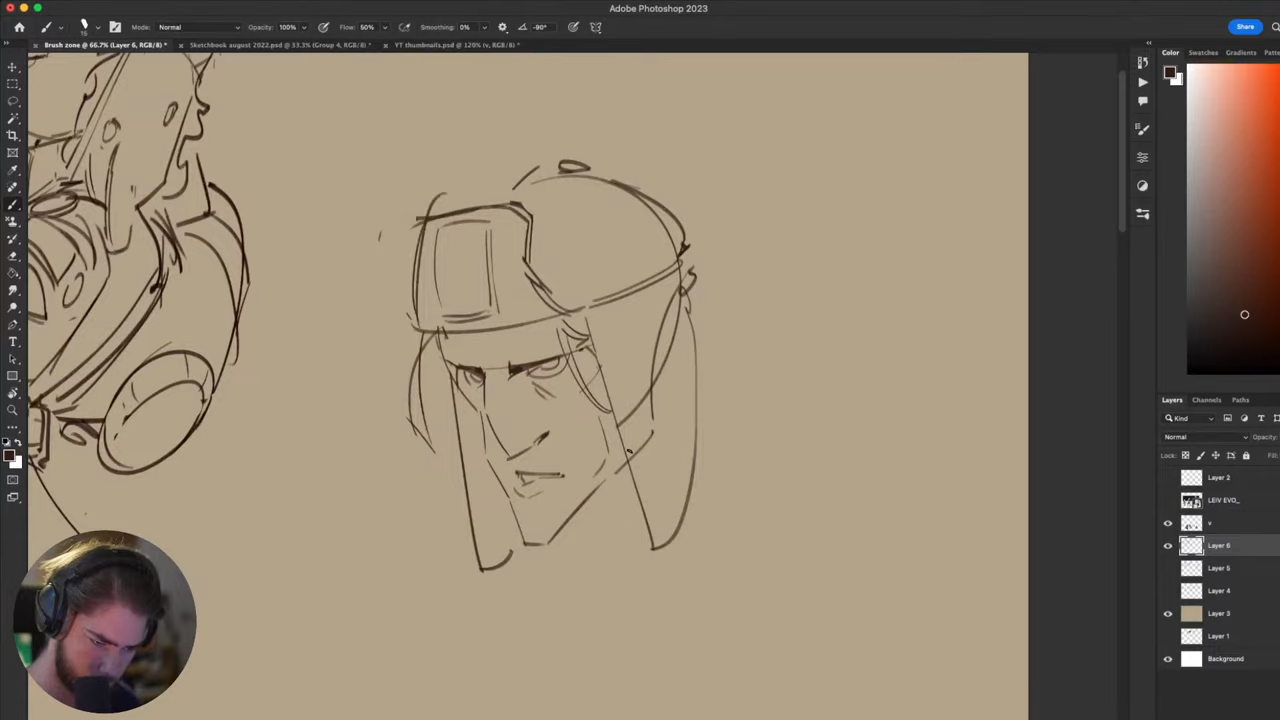 Adobe Photoshop 2023
Mode: Normal Opacity: 100% Flow: 50% Smoothing: 0% -90° Share
15
Brush zone @ 66.7% (Layer 6, RGB/8) * Sketchbook august 2022.psd @ 33.3% (Group 4, RGB/8) * YT thumbnails.psd @ 120% (v, RGB/8) *
Color Swatches Gradients Patte
Layers Channels Paths
Kind
Normal Opacity:
Lock: Fill:
Layer 2
LEIV EVO_
v
Layer 6
Layer 5
Layer 4
Layer 3
Layer 1
Background